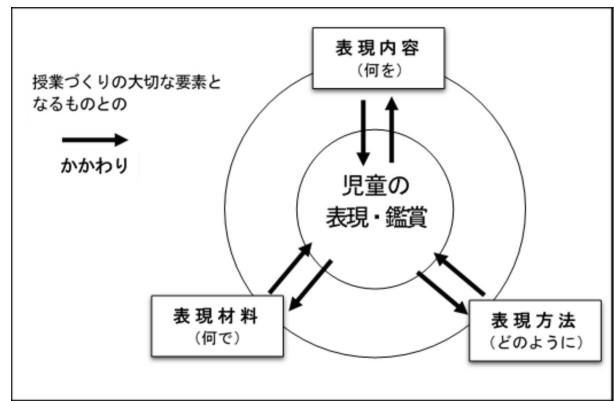 表現内容
（何を）
授業づくりの大切な要素と
なるものとの
かかわり
児童の
表現・鑑賞
表現材料
（何で）
表現方法
（どのように）